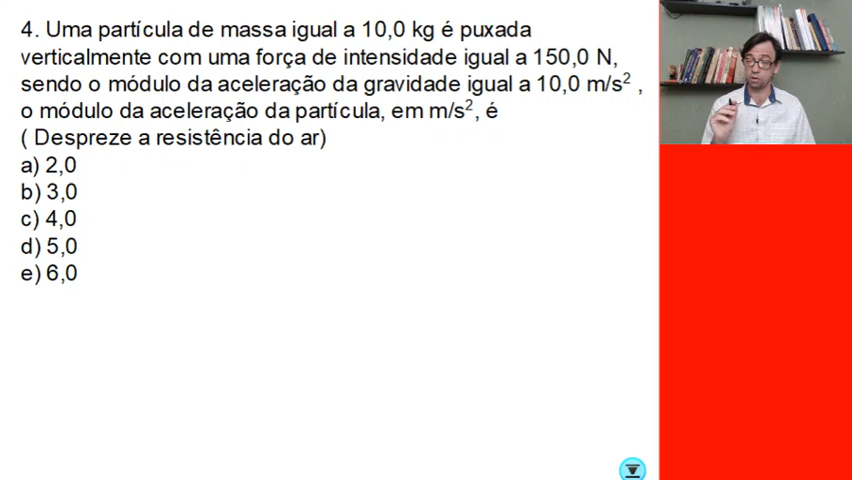 4. Uma partícula de massa igual a 10,0 kg é puxada
verticalmente com uma força de intensidade igual a 150,0 N,
sendo o módulo da aceleração da gravidade igual a 10,0 m/s² ,
o módulo da aceleração da partícula, em m/s², é
( Despreze a resistência do ar)
a) 2,0
b) 3,0
c) 4,0
d) 5,0
e) 6,0